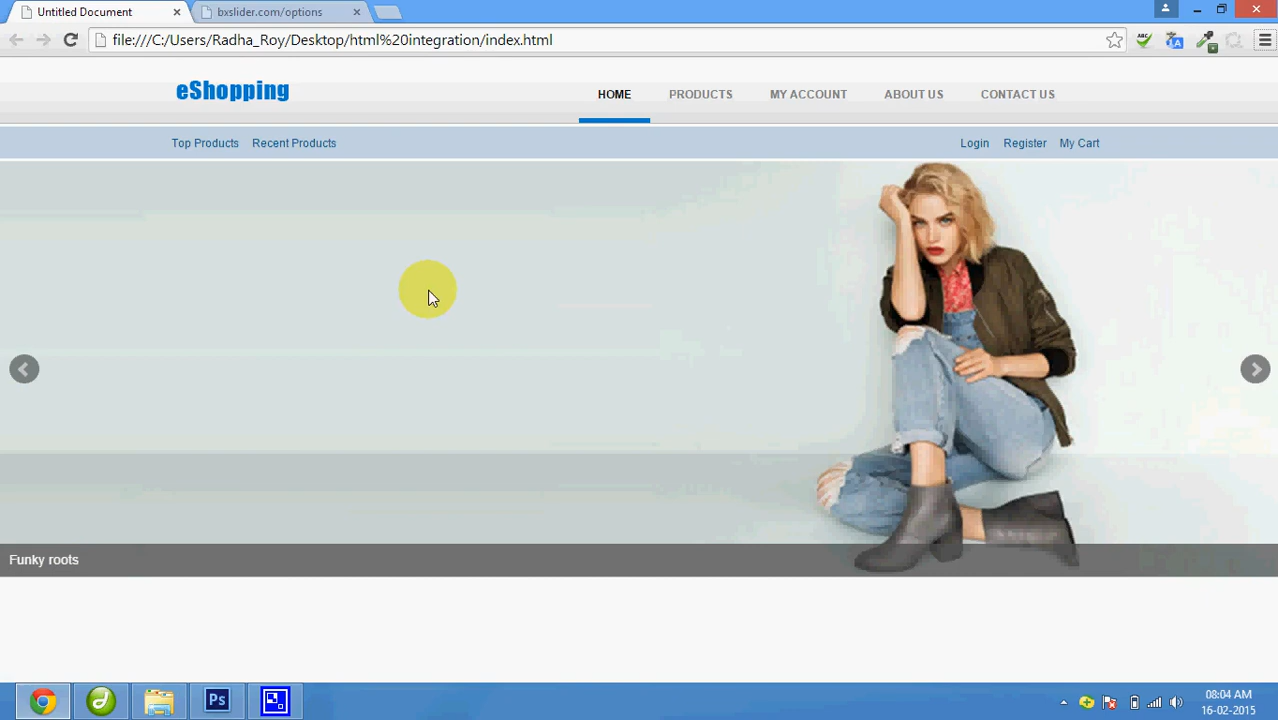 Untitled Document
bxslider.com/options
file:///C:/Users/Radha_Roy/Desktop/html%20integration/index.html
ABC
A
eShopping
HOME PRODUCTS MY ACCOUNT ABOUT US CONTACT US
Top Products Recent Products
Login Register My Cart
Funky roots
Ps
08:04 AM
16-02-2015